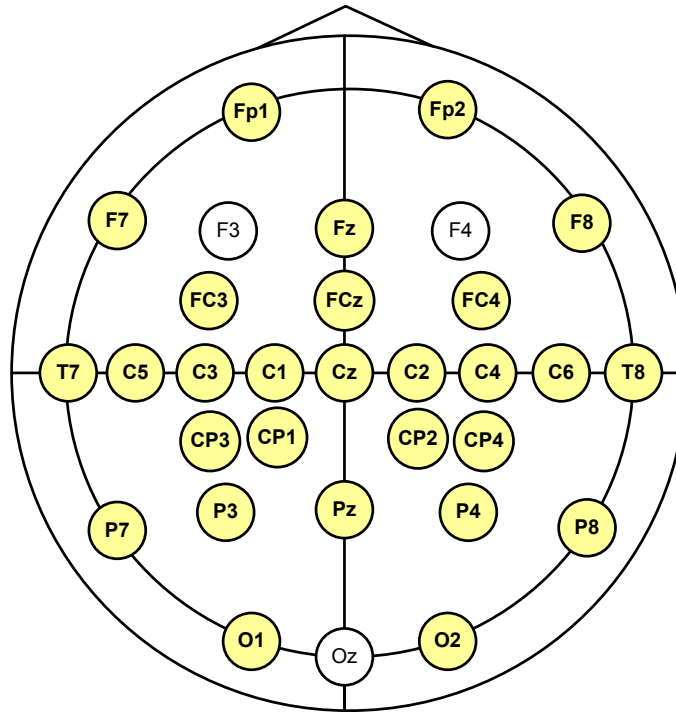 Fp1 Fp2
F7 F3 Fz F4 F8
FC3 FCz FC4
T7 C5 C3 C1 Cz C2 C4 C6 T8
CP3 CP1 CP2 CP4
P7 P3 Pz P4 P8
O1 Oz O2